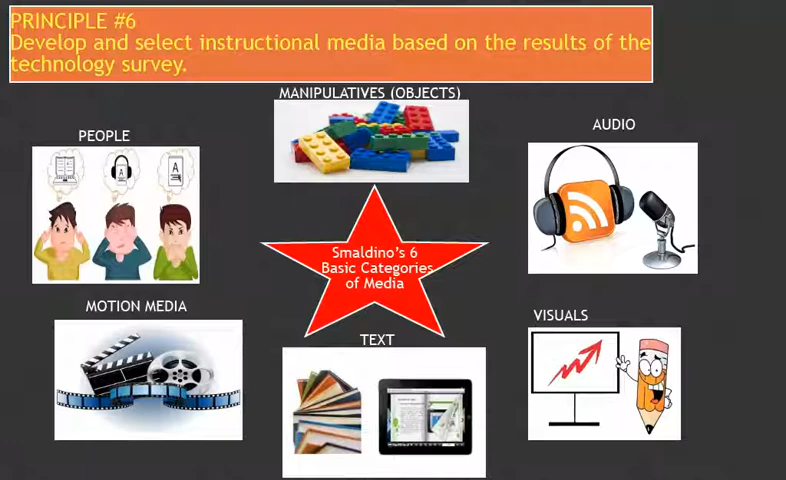 PRINCIPLE #6
Develop and select instructional media based on the results of the
technology survey.
MANIPULATIVES (OBJECTS)
PEOPLE
AUDIO
Smaldino's 6
Basic Categories
of Media
MOTION MEDIA
TEXT
VISUALS